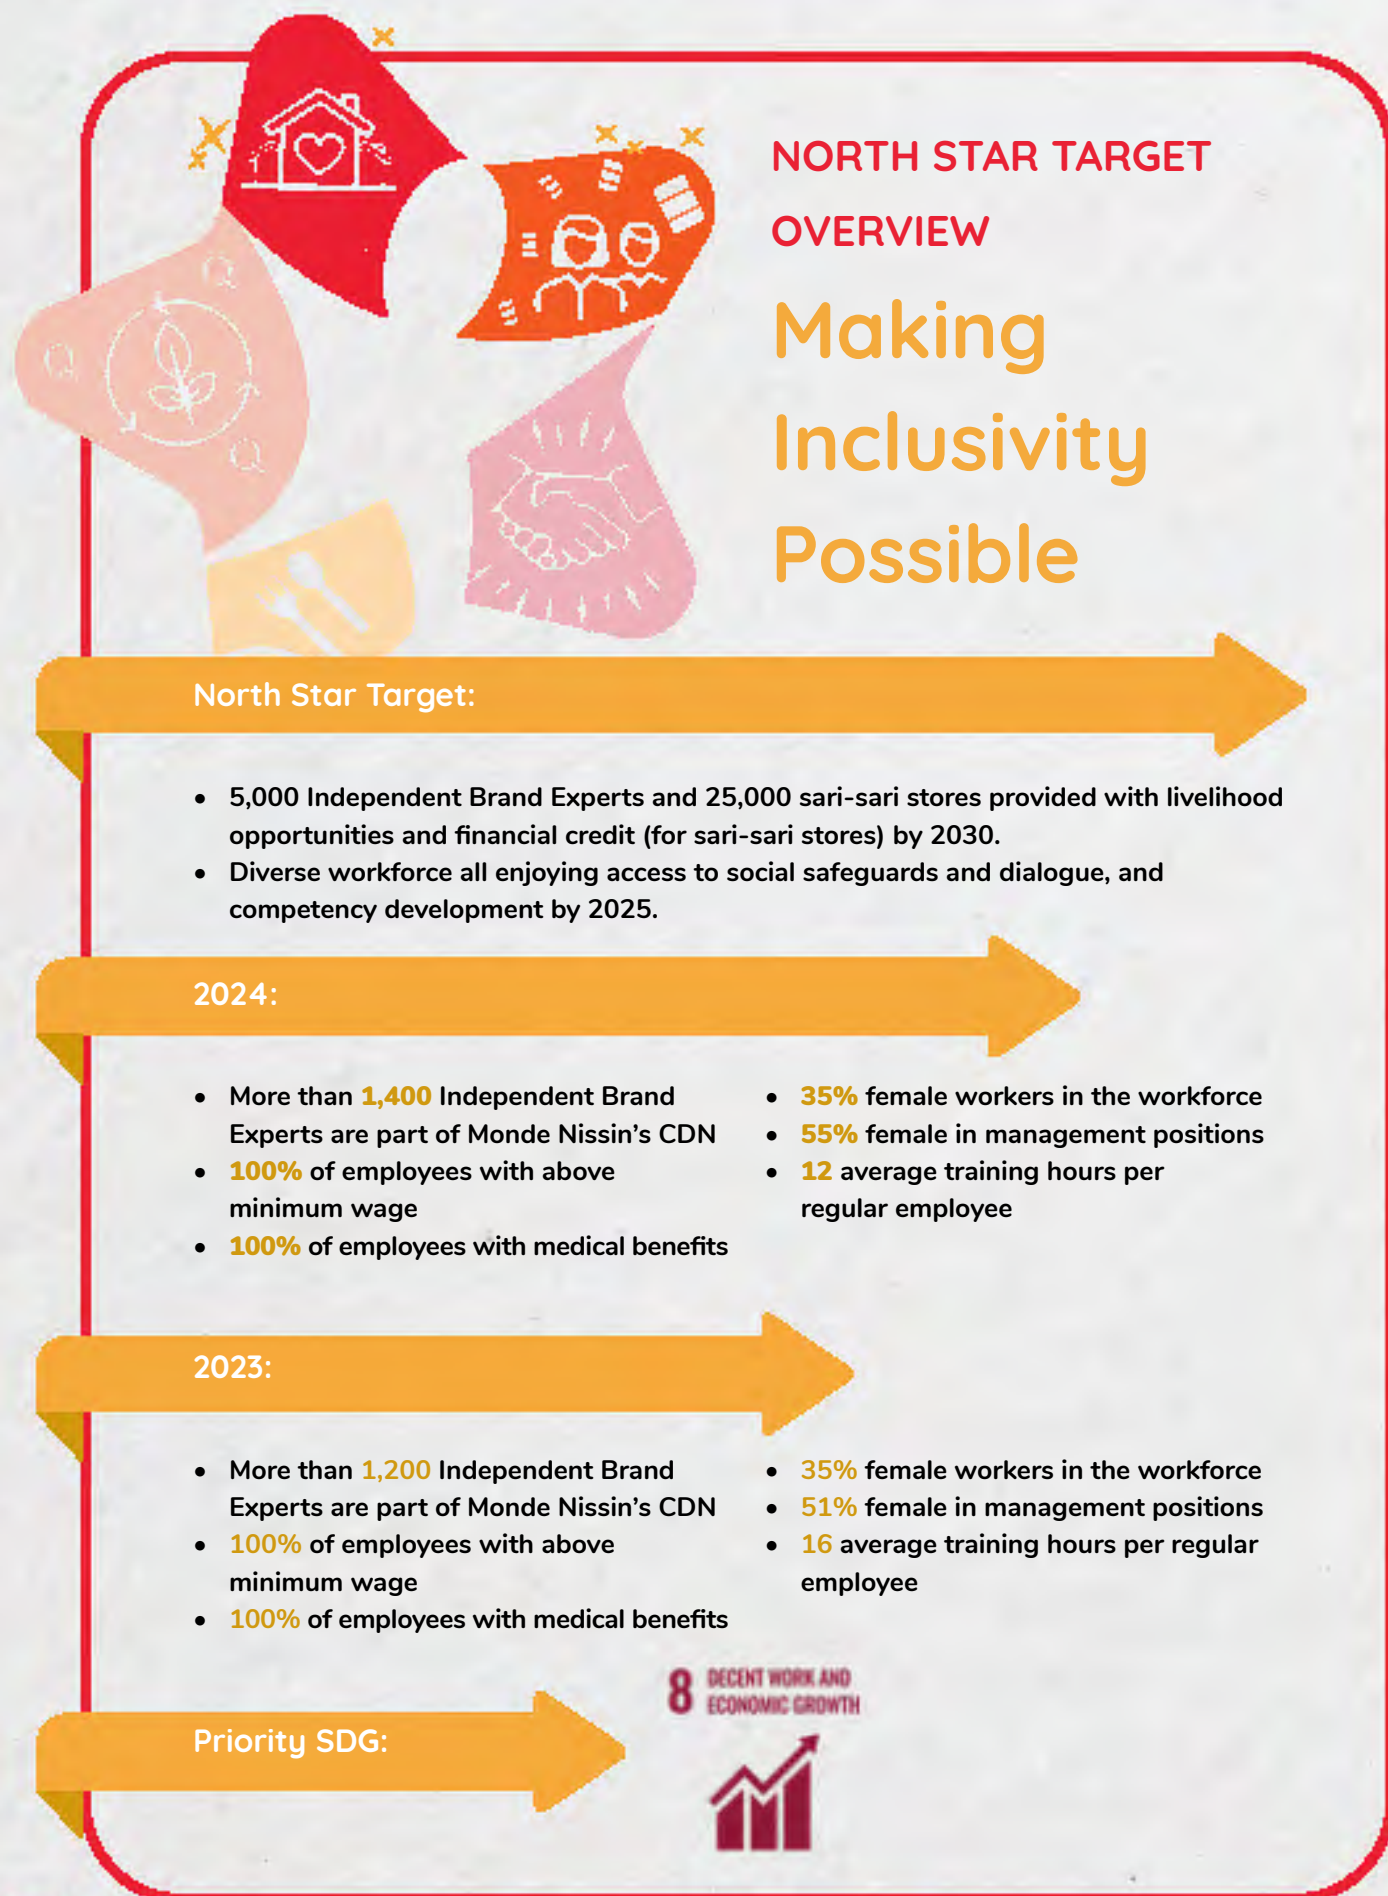 NORTH STAR TARGET
OVERVIEW
Making
Inclusivity
Possible
North Star Target:
• 5,000 Independent Brand Experts and 25,000 sari-sari stores provided with livelihood
opportunities and financial credit (for sari-sari stores) by 2030.
• Diverse workforce all enjoying access to social safeguards and dialogue, and
competency development by 2025.
2024:
• More than 1,400 Independent Brand
Experts are part of Monde Nissin’s CDN
• 100% of employees with above
minimum wage
• 100% of employees with medical benefits
• 35% female workers in the workforce
• 55% female in management positions
• 12 average training hours per
regular employee
2023:
• More than 1,200 Independent Brand
Experts are part of Monde Nissin’s CDN
• 100% of employees with above
minimum wage
• 100% of employees with medical benefits
• 35% female workers in the workforce
• 51% female in management positions
• 16 average training hours per regular
employee
Priority SDG:
8 DECENT WORK AND
ECONOMIC GROWTH